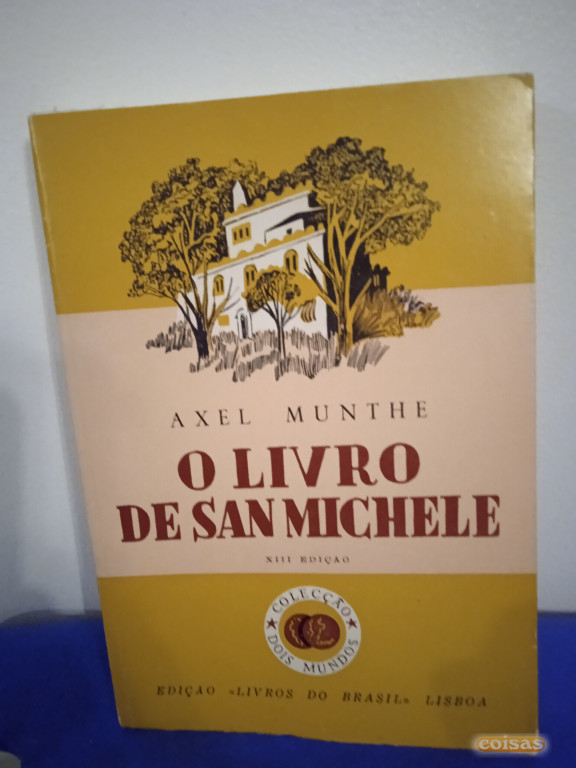 AXEL MUNTHE
O LIVRO
DE SAN MICHELE
XIII EDIÇÃO
COLECÇÃO
DOIS MUNDOS
EDIÇÃO «LIVROS DO BRASIL» LISBOA
coisas